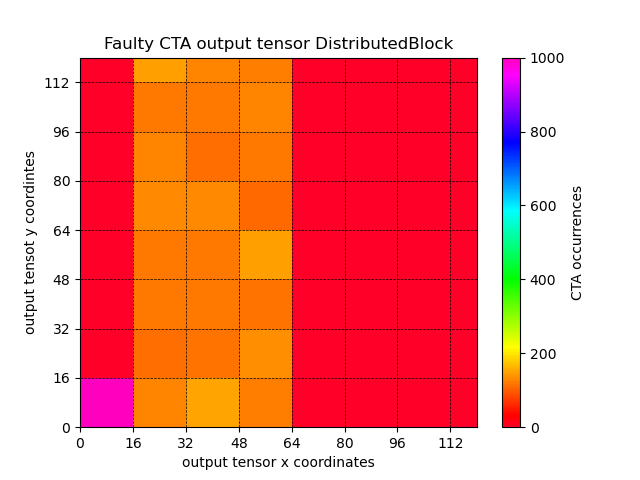 Faulty CTA output tensor DistributedBlock
1000
800
600
400
200
0
CTA occurrences
112
96
80
64
48
32
16
0
output tensot y coordintes
0 16 32 48 64 80 96 112
output tensor x coordinates